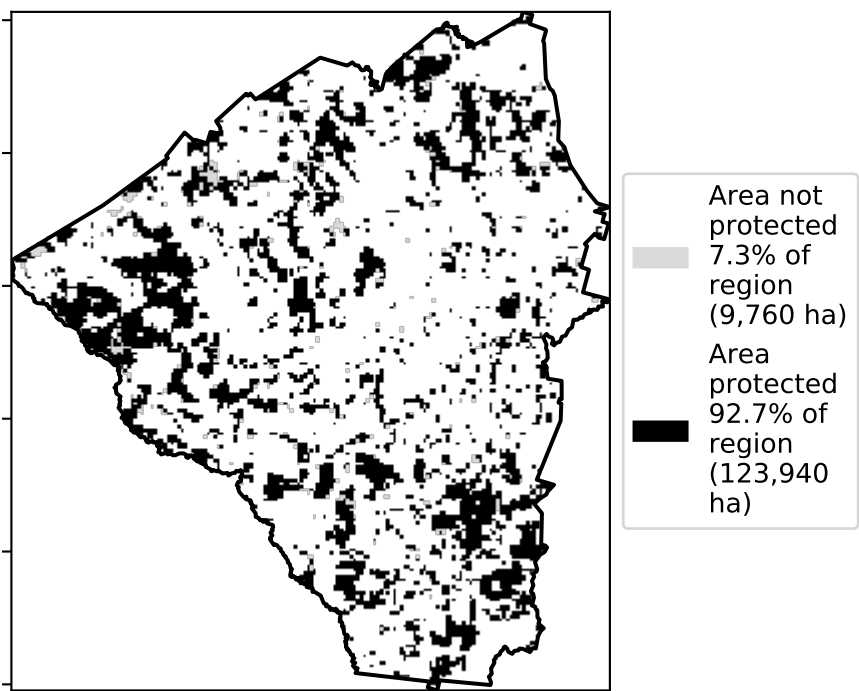 Area not
protected
7.3% of
region
(9,760 ha)
Area
protected
92.7% of
region
(123,940
ha)